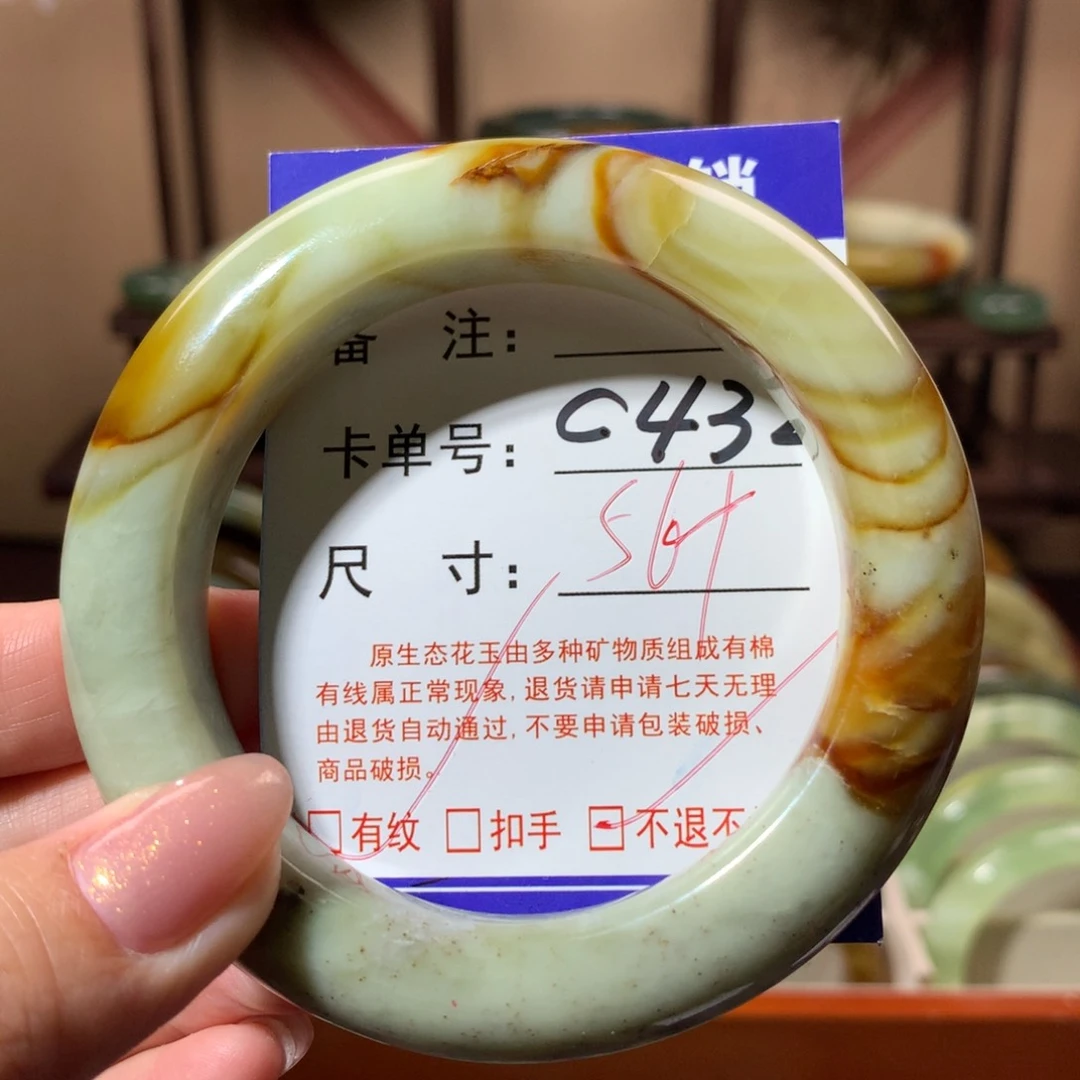 销
备 注：
卡单号： C432
尺 寸： 56+
原生态花玉由多种矿物质组成有棉
有线属正常现象, 退货请申请七天无理
由退货自动通过, 不要申请包装破损、
商品破损。
□有纹 □扣手 □不退不